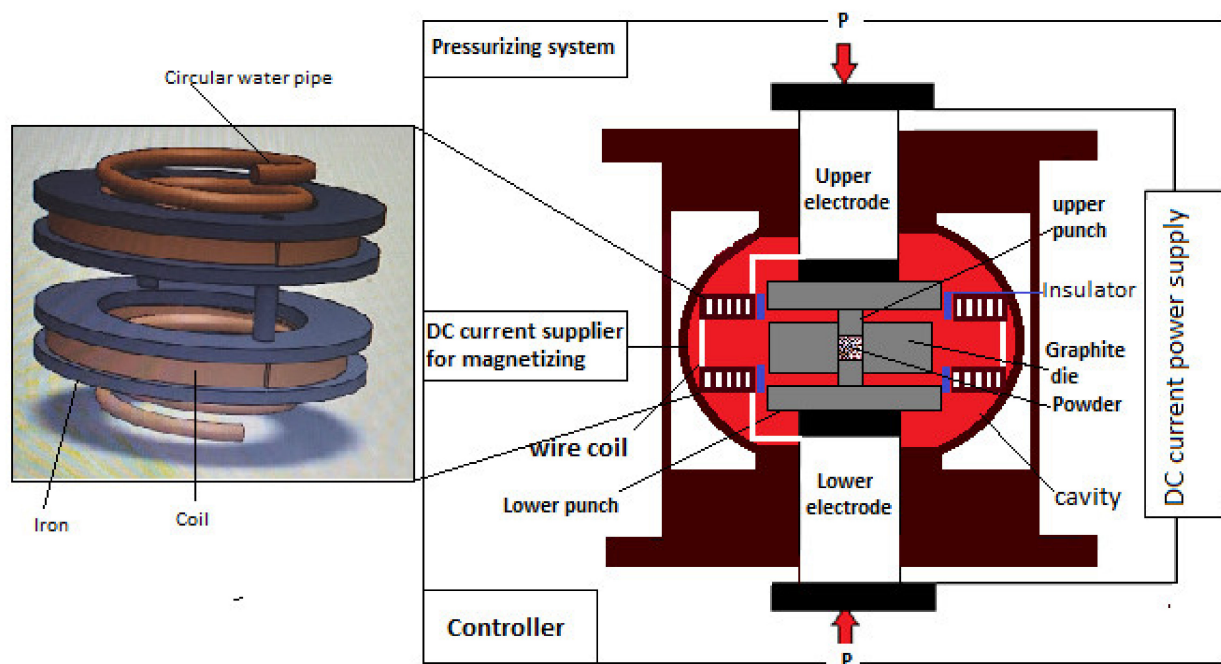 P
Pressurizing system
Circular water pipe
Upper
electrode
upper
punch
DC current power supply
Insulator
DC current supplier
for magnetizing
Graphite
die
Powder
wire coil
Lower punch
Lower
electrode
cavity
Iron
Coil
Controller
P